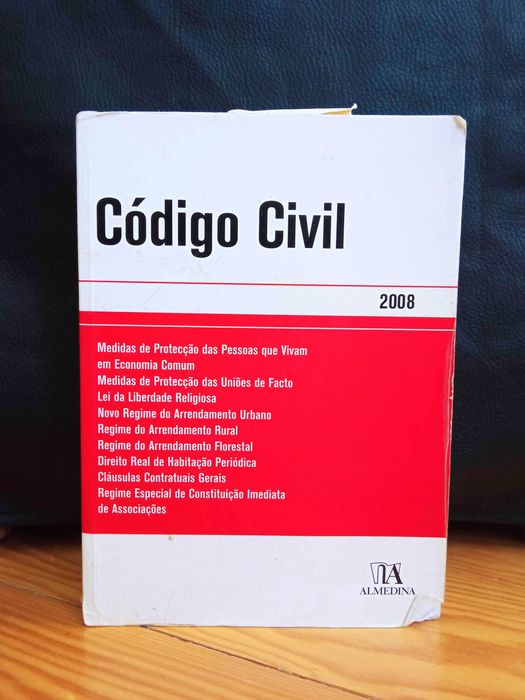 Código Civil
2008
Medidas de Protecção das Pessoas que Vivam
em Economia Comum
Medidas de Protecção das Uniões de Facto
Lei da Liberdade Religiosa
Novo Regime do Arrendamento Urbano
Regime do Arrendamento Rural
Regime do Arrendamento Florestal
Direito Real de Habitação Periódica
Cláusulas Contratuais Gerais
Regime Especial de Constituição Imediata
de Associações
ALMEDINA